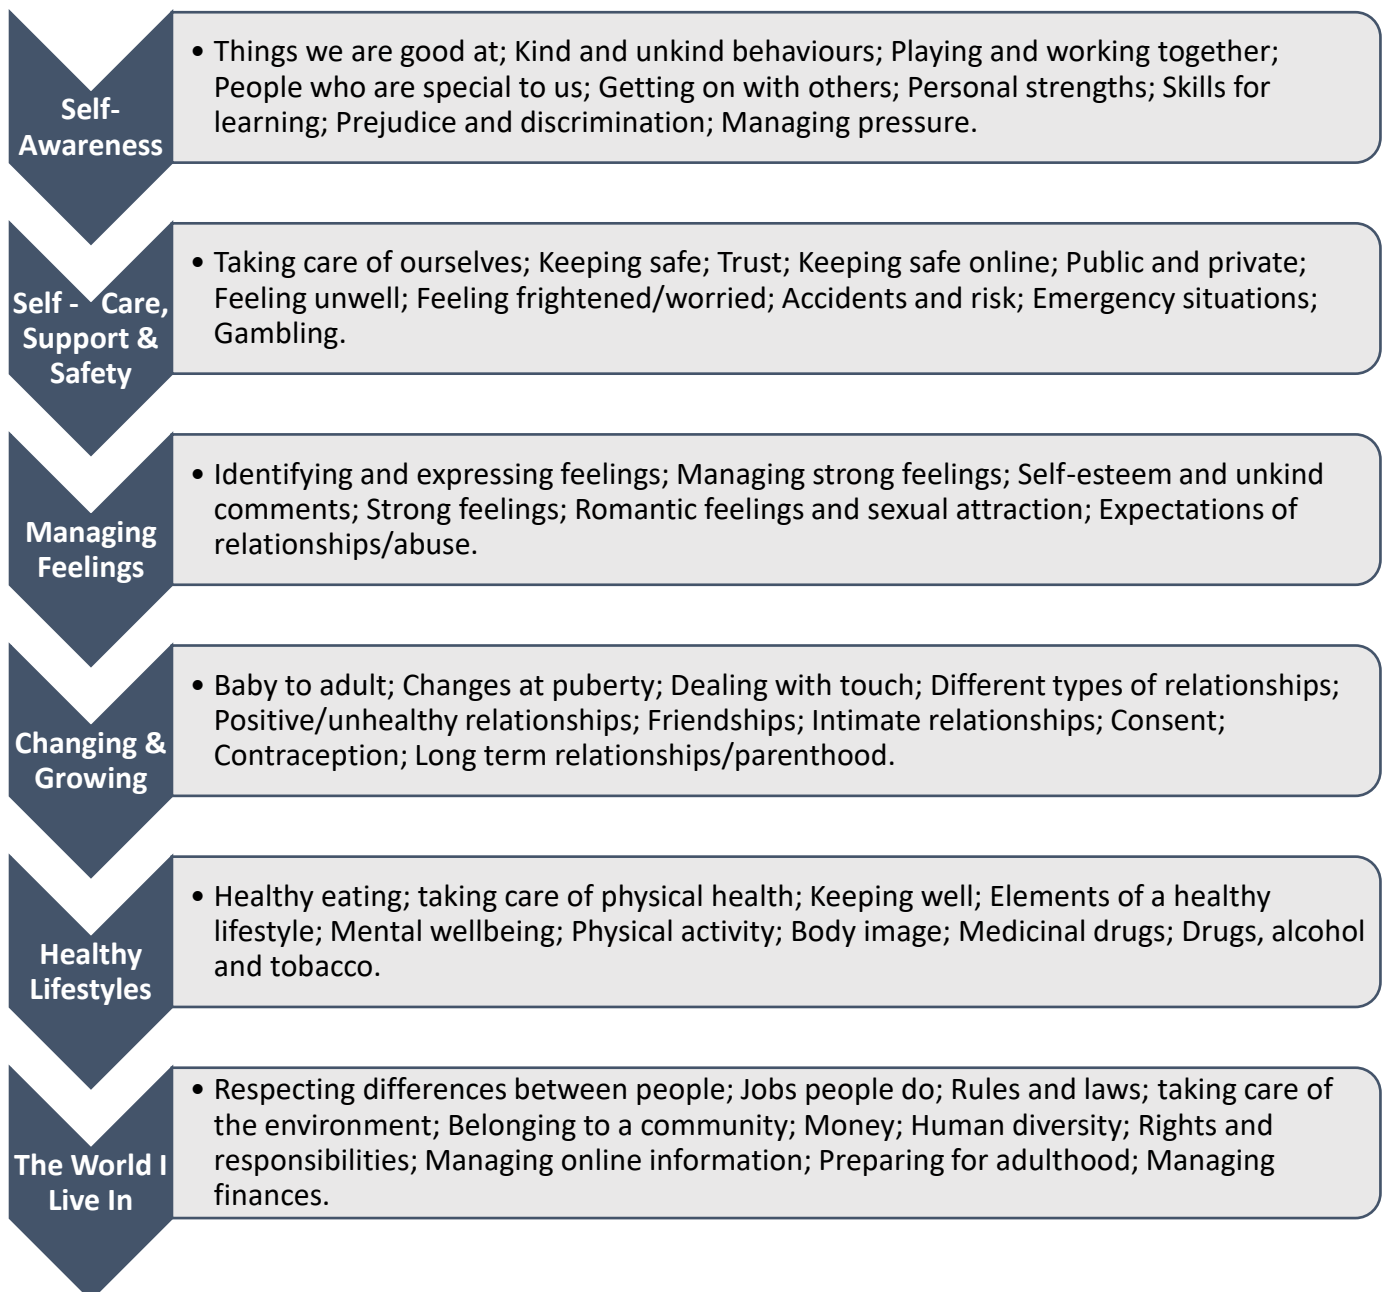 Self-
Awareness
• Things we are good at; Kind and unkind behaviours; Playing and working together;
People who are special to us; Getting on with others; Personal strengths; Skills for
learning; Prejudice and discrimination; Managing pressure.
Self - Care,
Support &
Safety
• Taking care of ourselves; Keeping safe; Trust; Keeping safe online; Public and private;
Feeling unwell; Feeling frightened/worried; Accidents and risk; Emergency situations;
Gambling.
Managing
Feelings
• Identifying and expressing feelings; Managing strong feelings; Self-esteem and unkind
comments; Strong feelings; Romantic feelings and sexual attraction; Expectations of
relationships/abuse.
Changing &
Growing
• Baby to adult; Changes at puberty; Dealing with touch; Different types of relationships;
Positive/unhealthy relationships; Friendships; Intimate relationships; Consent;
Contraception; Long term relationships/parenthood.
Healthy
Lifestyles
• Healthy eating; taking care of physical health; Keeping well; Elements of a healthy
lifestyle; Mental wellbeing; Physical activity; Body image; Medicinal drugs; Drugs, alcohol
and tobacco.
The World I
Live In
• Respecting differences between people; Jobs people do; Rules and laws; taking care of
the environment; Belonging to a community; Money; Human diversity; Rights and
responsibilities; Managing online information; Preparing for adulthood; Managing
finances.